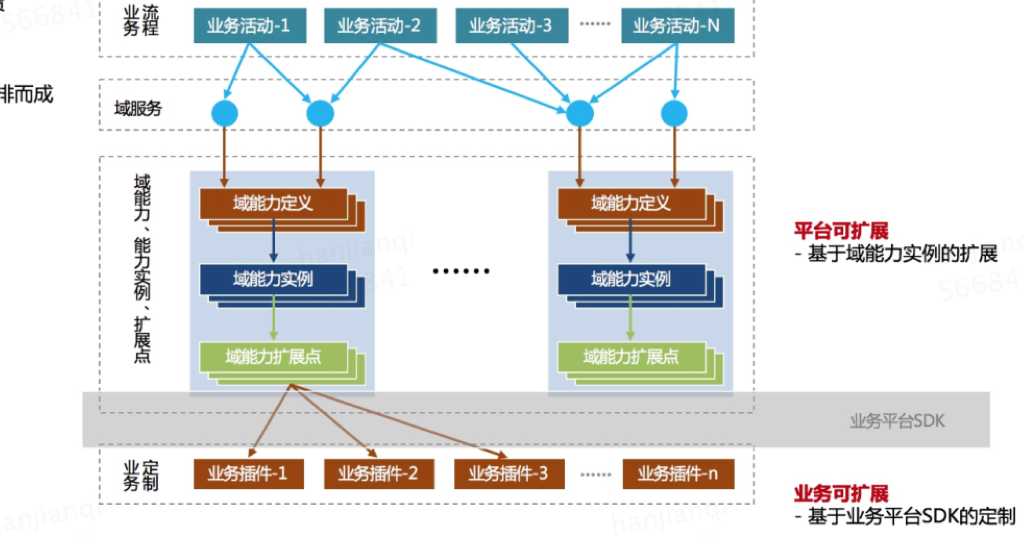 排而成
业务流程
业务活动-1
业务活动-2
业务活动-3
......
业务活动-N
域服务
域能力、能力实例、扩展点
域能力定义
域能力实例
域能力扩展点
......
域能力定义
域能力实例
域能力扩展点
平台可扩展
- 基于域能力实例的扩展
业务平台SDK
业务定制
业务插件-1
业务插件-2
业务插件-3
......
业务插件-n
业务可扩展
- 基于业务平台SDK的定制
hanjianqi
566841
566841
566841
hanjianqi
hanjianqi